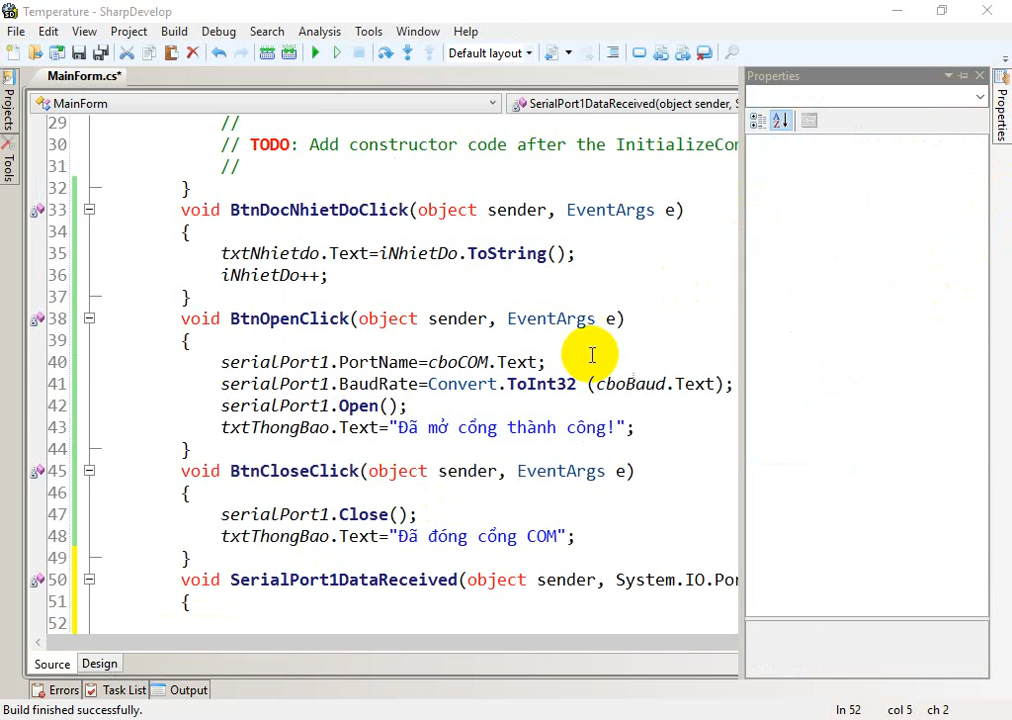 Temperature - SharpDevelop
File Edit View Project Build Debug Search Analysis Tools Window Help
Default layout
MainForm.cs*
Properties
MainForm
SerialPort1DataReceived(object sender, S
Projects
Tools
Properties
29 //
30 // TODO: Add constructor code after the InitializeCon
31 //
32 }
33 void BtnDocNhietDoClick(object sender, EventArgs e)
34 {
35 txtNhietdo.Text=iNhietDo.ToString();
36 iNhietDo++;
37 }
38 void BtnOpenClick(object sender, EventArgs e)
39 {
40 serialPort1.PortName=cboCOM.Text;
41 serialPort1.BaudRate=Convert.ToInt32 (cboBaud.Text);
42 serialPort1.Open();
43 txtThongBao.Text="Đã mở cổng thành công!";
44 }
45 void BtnCloseClick(object sender, EventArgs e)
46 {
47 serialPort1.Close();
48 txtThongBao.Text="Đã đóng cổng COM";
49 }
50 void SerialPort1DataReceived(object sender, System.IO.Por
51 {
52
Source Design
Errors Task List Output
Build finished successfully.
ln 52 col 5 ch 2